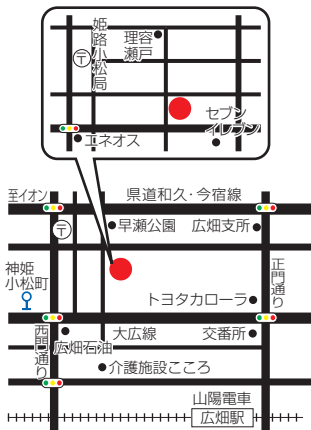 姫路小松局
〒
理容
瀬戸
セブン
イレブン
エネオス
至イオン
県道和久・今宿線
〒
早瀬公園
広畑支所
神姫
小松町
正門通り
トヨタカローラ
大広線
交番所
西門通り
広畑石油
介護施設こころ
山陽電車
広畑駅